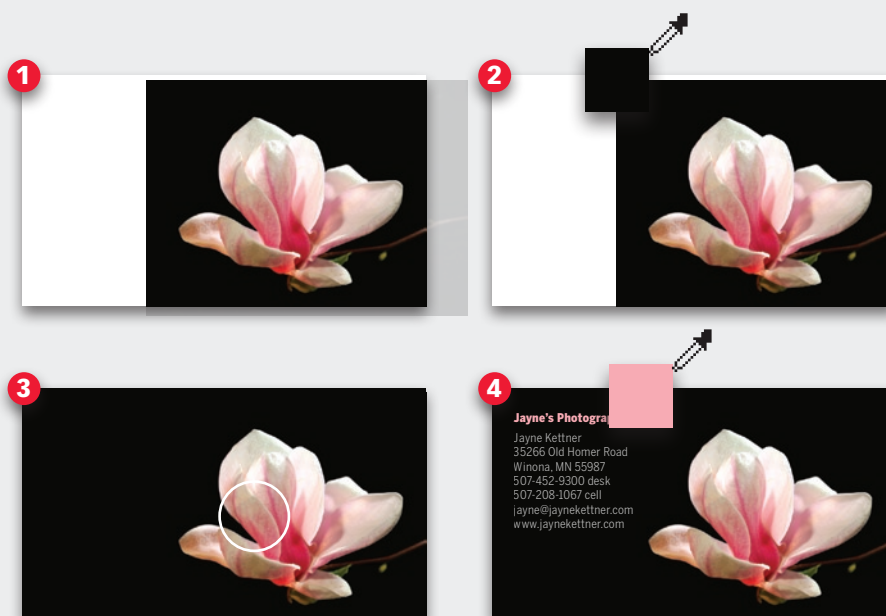 1
2
3
4
Jayne's Photogra
Jayne Kettner
35266 Old Homer Road
Winona, MN 55987
507-452-9300 desk
507-208-1067 cell
jayne@jaynekettner.com
www.jaynekettner.com